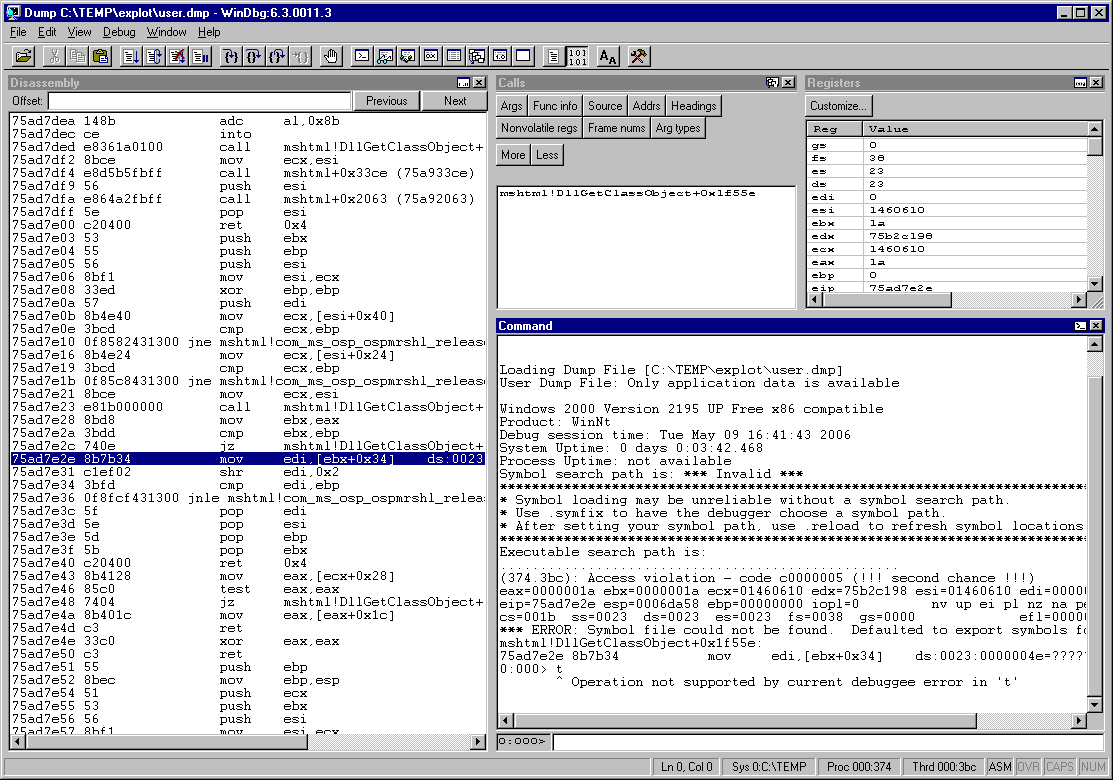 Dump C:\TEMP\explot\user.dmp - WinDbg:6.3.0011.3
File Edit View Debug Window Help
Disassembly
Offset: Previous Next
75ad7dea 148b adc al,0x8b
75ad7dec ce into
75ad7ded e8361a0100 call mshtml!DllGetClassObject+
75ad7df2 8bce mov ecx,esi
75ad7df4 e8d5b5fbff call mshtml+0x33ce (75a933ce)
75ad7df9 56 push esi
75ad7dfa e864a2fbff call mshtml+0x2063 (75a92063)
75ad7dff 5e pop esi
75ad7e00 c20400 ret 0x4
75ad7e03 53 push ebx
75ad7e04 55 push ebp
75ad7e05 56 push esi
75ad7e06 8bf1 mov esi,ecx
75ad7e08 33ed xor ebp,ebp
75ad7e0a 57 push edi
75ad7e0b 8b4e40 mov ecx,[esi+0x40]
75ad7e0e 3bcd cmp ecx,ebp
75ad7e10 0f8582431300 jne mshtml!com_ms_osp_ospmrshl_releas
75ad7e16 8b4e24 mov ecx,[esi+0x24]
75ad7e19 3bcd cmp ecx,ebp
75ad7e1b 0f85c8431300 jne mshtml!com_ms_osp_ospmrshl_releas
75ad7e21 8bce mov ecx,esi
75ad7e23 e81b000000 call mshtml!DllGetClassObject+
75ad7e28 8bd8 mov ebx,eax
75ad7e2a 3bdd cmp ebx,ebp
75ad7e2c 740e jz mshtml!DllGetClassObject+
75ad7e2e 8b7b34 mov edi,[ebx+0x34] ds:0023
75ad7e31 c1ef02 shr edi,0x2
75ad7e34 3bfd cmp edi,ebp
75ad7e36 0f8fcf431300 jnle mshtml!com_ms_osp_ospmrshl_relea
75ad7e3c 5f pop edi
75ad7e3d 5e pop esi
75ad7e3e 5d pop ebp
75ad7e3f 5b pop ebx
75ad7e40 c20400 ret 0x4
75ad7e43 8b4128 mov eax,[ecx+0x28]
75ad7e46 85c0 test eax,eax
75ad7e48 7404 jz mshtml!DllGetClassObject+
75ad7e4a 8b401c mov eax,[eax+0x1c]
75ad7e4d c3 ret
75ad7e4e 33c0 xor eax,eax
75ad7e50 c3 ret
75ad7e51 55 push ebp
75ad7e52 8bec mov ebp,esp
75ad7e54 51 push ecx
75ad7e55 53 push ebx
75ad7e56 56 push esi
75ad7e57 8bf1 mov esi,ecx
Calls
Args Func info Source Addrs Headings
Nonvolatile regs Frame nums Arg types
More Less
mshtml!DllGetClassObject+0x1f55e
Registers
Customize...
Reg Value
gs 0
fs 38
es 23
ds 23
edi 0
esi 1460610
ebx 1a
edx 75b2c198
ecx 1460610
eax 1a
ebp 0
eip 75ad7e2e
Command
Loading Dump File [C:\TEMP\explot\user.dmp]
User Dump File: Only application data is available
Windows 2000 Version 2195 UP Free x86 compatible
Product: WinNt
Debug session time: Tue May 09 16:41:43 2006
System Uptime: 0 days 0:03:42.468
Process Uptime: not available
Symbol search path is: *** Invalid ***
****************************************************************************
* Symbol loading may be unreliable without a symbol search path.
* Use .symfix to have the debugger choose a symbol path.
* After setting your symbol path, use .reload to refresh symbol locations
****************************************************************************
Executable search path is:
...................................................
(374.3bc): Access violation - code c0000005 (!!! second chance !!!)
eax=0000001a ebx=0000001a ecx=01460610 edx=75b2c198 esi=01460610 edi=0000
eip=75ad7e2e esp=0006da58 ebp=00000000 iopl=0 nv up ei pl nz na pe
cs=001b ss=0023 ds=0023 es=0023 fs=0038 gs=0000 efl=0000
*** ERROR: Symbol file could not be found. Defaulted to export symbols fo
mshtml!DllGetClassObject+0x1f55e:
75ad7e2e 8b7b34 mov edi,[ebx+0x34] ds:0023:0000004e=????
0:000> t
^ Operation not supported by current debuggee error in 't'
0:000>
Ln 0, Col 0 Sys 0:C:\TEMP Proc 000:374 Thrd 000:3bc ASM OVR CAPS NUM